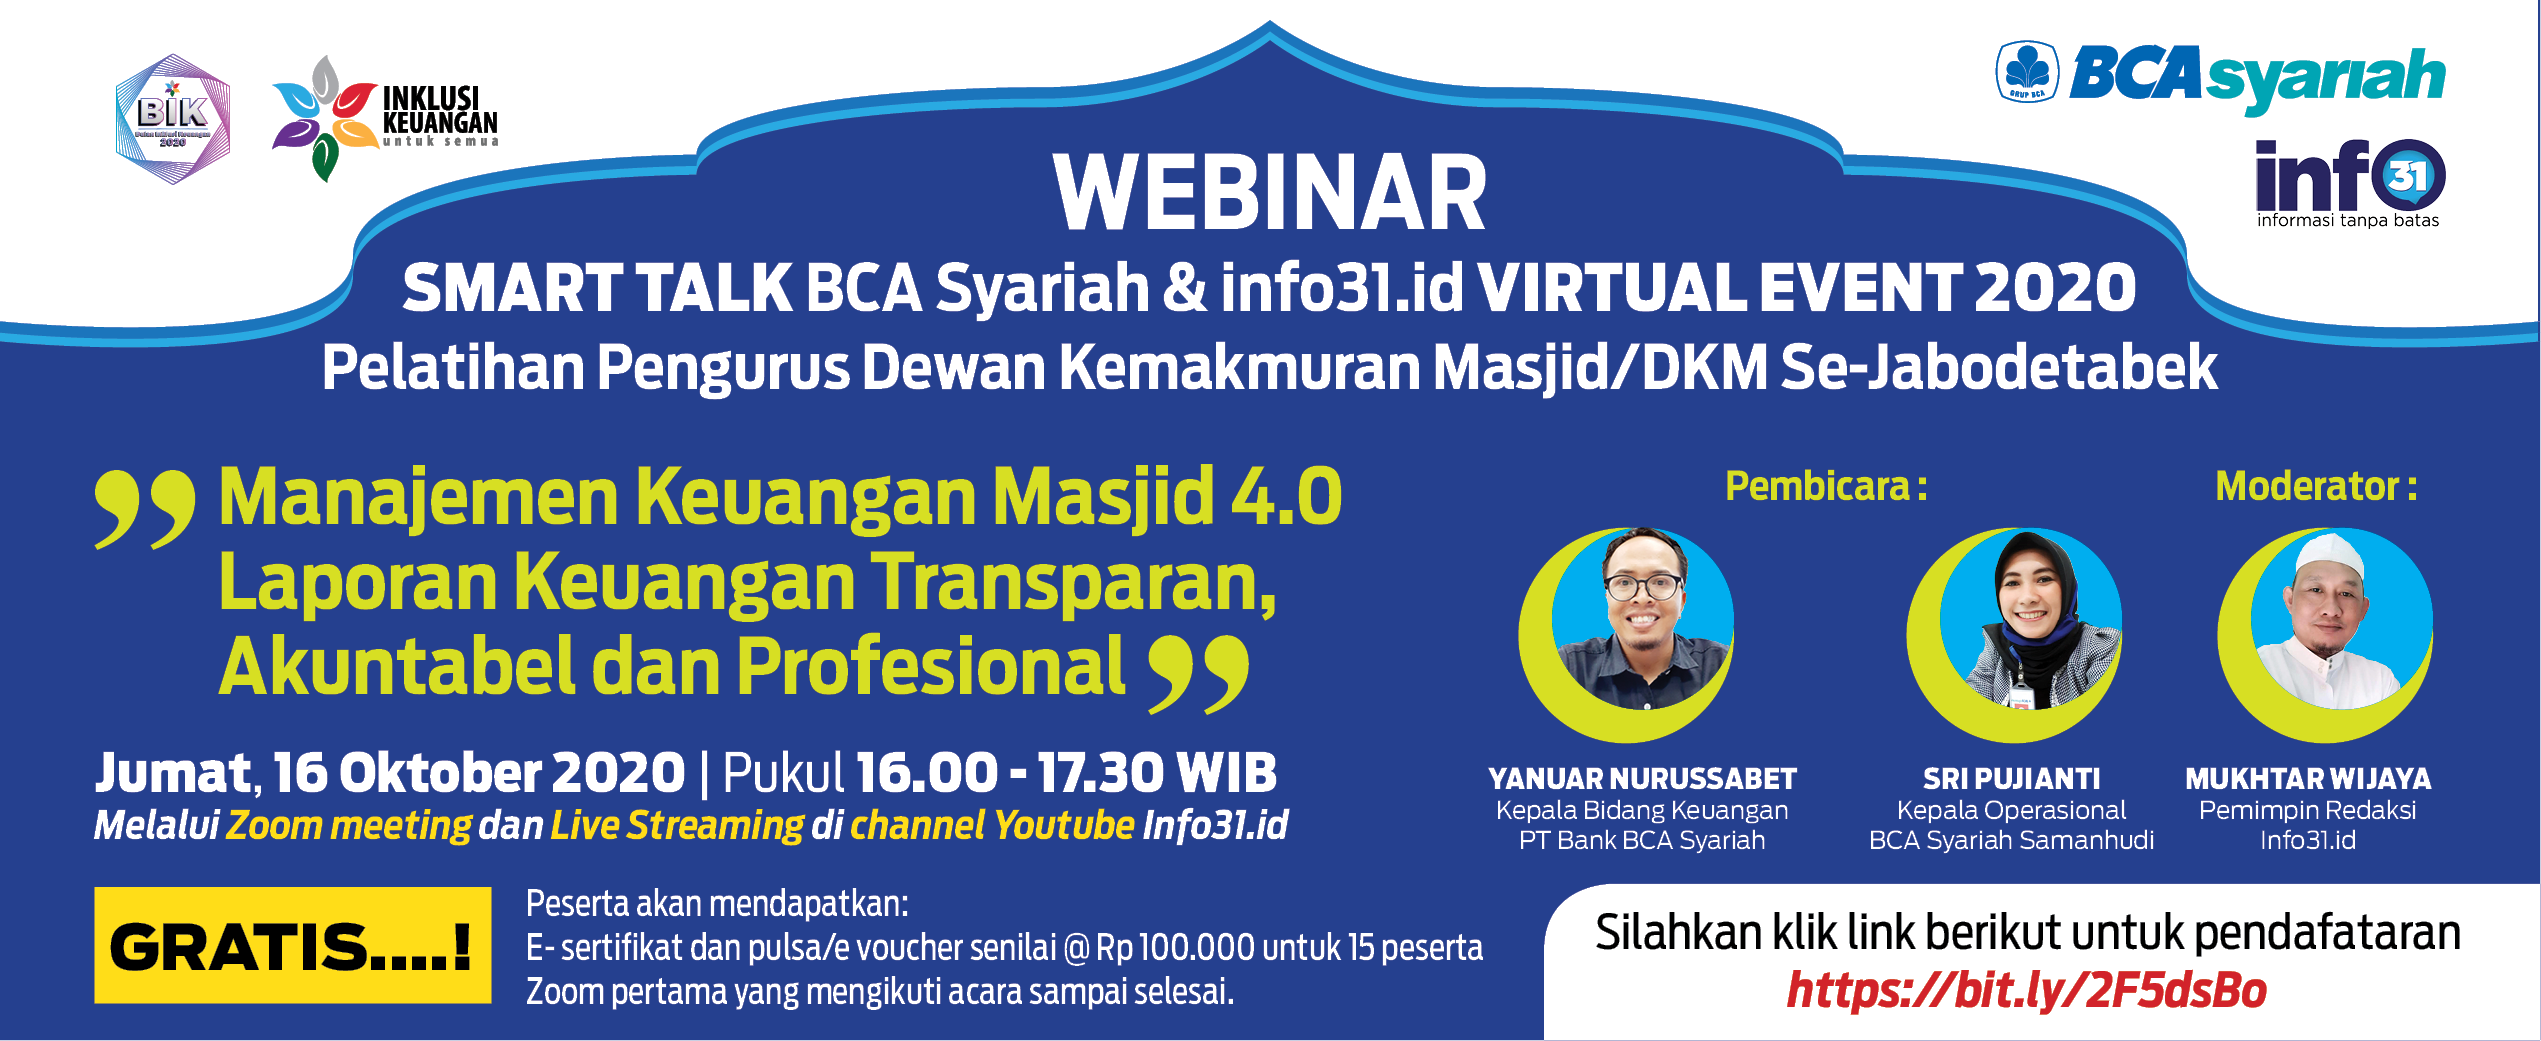 BIK
Bulan Inklusi Keuangan
2020
INKLUSI
KEUANGAN
untuk semua
GRUP BCA
BCAsyariah
info31
informasi tanpa batas
WEBINAR
SMART TALK BCA Syariah & info31.id VIRTUAL EVENT 2020
Pelatihan Pengurus Dewan Kemakmuran Masjid/DKM Se-Jabodetabek
”Manajemen Keuangan Masjid 4.0
Laporan Keuangan Transparan,
Akuntabel dan Profesional”
Jumat, 16 Oktober 2020 | Pukul 16.00 - 17.30 WIB
Melalui Zoom meeting dan Live Streaming di channel Youtube Info31.id
GRATIS....!
Peserta akan mendapatkan:
E- sertifikat dan pulsa/e voucher senilai @ Rp 100.000 untuk 15 peserta
Zoom pertama yang mengikuti acara sampai selesai.
Pembicara :
YANUAR NURUSSABET
Kepala Bidang Keuangan
PT Bank BCA Syariah
SRI PUJIANTI
Kepala Operasional
BCA Syariah Samanhudi
Moderator :
MUKHTAR WIJAYA
Pemimpin Redaksi
Info31.id
Silahkan klik link berikut untuk pendafataran
https://bit.ly/2F5dsBo